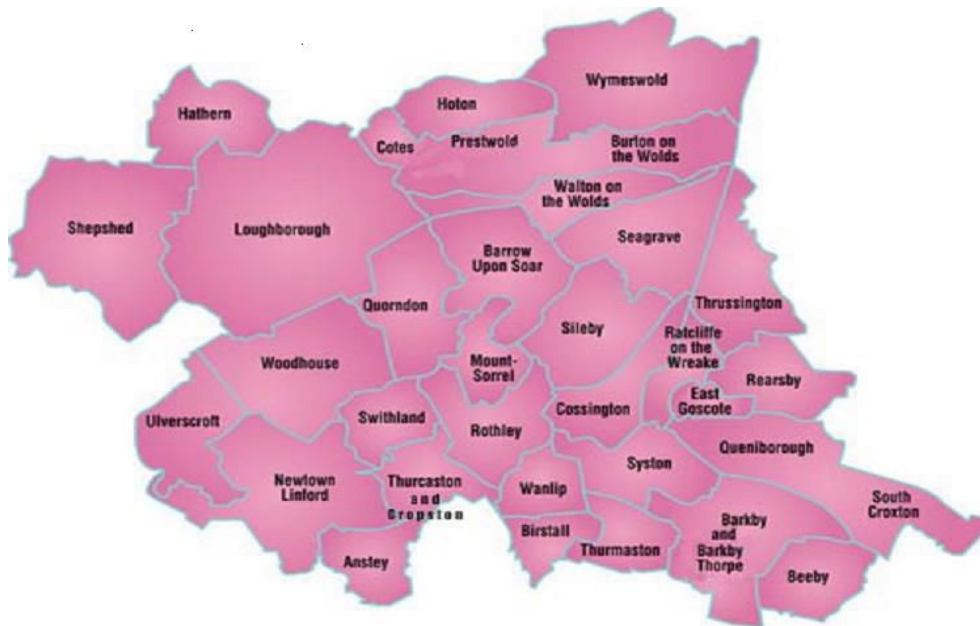 Wymeswold
Hoton
Hathern
Cotes
Prestwold
Burton on
the Wolds
Walton on
the Wolds
Shepshed
Loughborough
Seagrave
Barrow
Upon Soar
Quorndon
Thrussington
Sileby
Ratcliffe
on the
Wreake
Woodhouse
Mount-
Sorrel
Rearsby
East
Goscote
Ulverscroft
Swithland
Cossington
Rothley
Queniborough
Syston
Newtown
Linford
Thurcaston
and
Cropston
Wanlip
South
Croxton
Birstall
Barkby
and
Barkby
Thorpe
Thurmaston
Anstey
Beeby